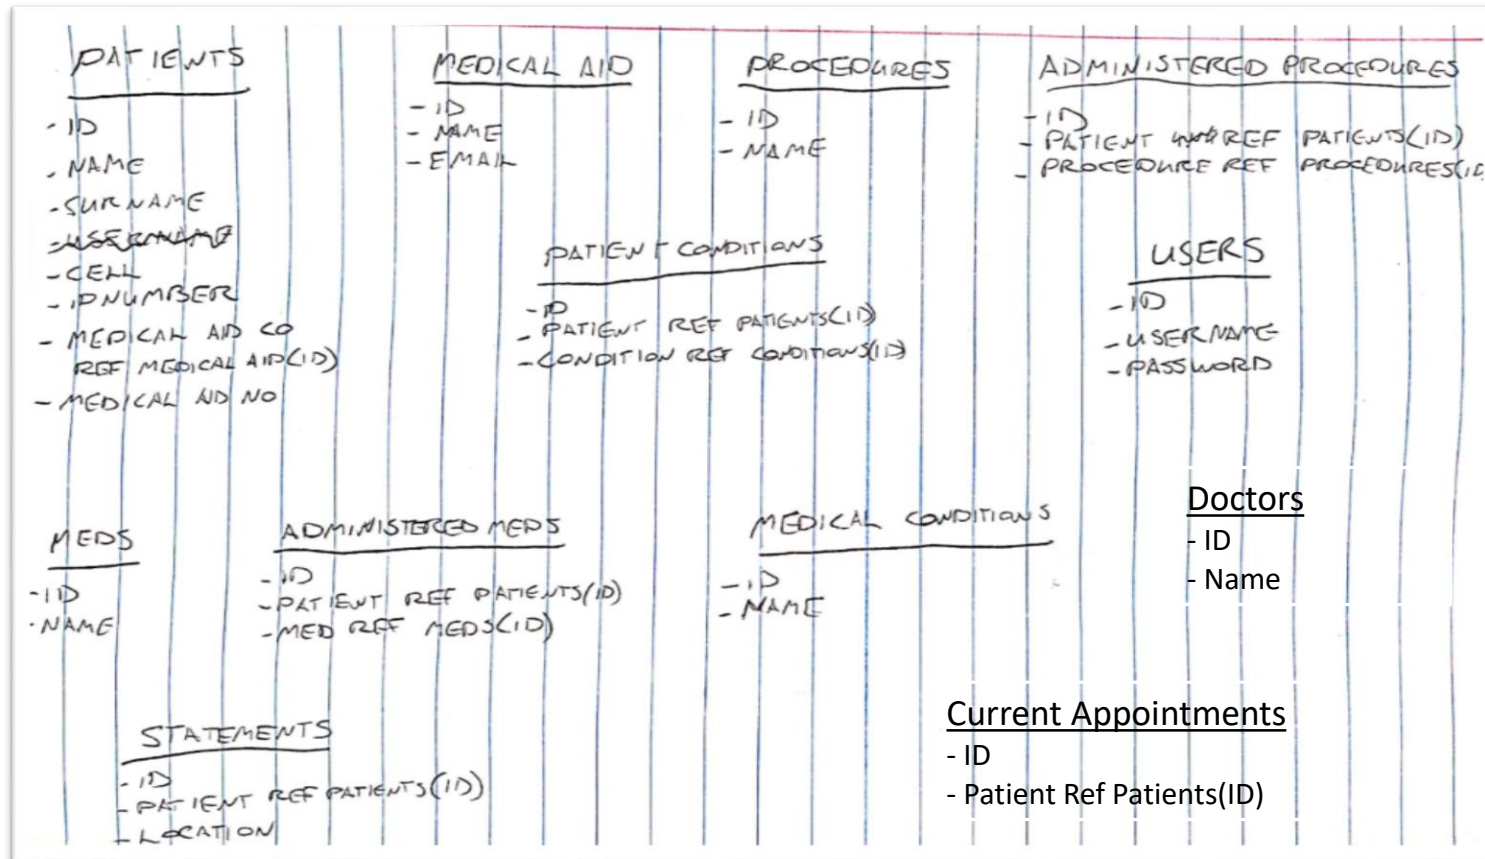 PATIENTS
- ID
- NAME
- SURNAME
- USERNAME
- CELL
- IDNUMBER
- MEDICAL AID CO
REF MEDICAL AID(ID)
- MEDICAL AID NO
MEDICAL AID
- ID
- NAME
- EMAIL
PROCEDURES
- ID
- NAME
ADMINISTERED PROCEDURES
- ID
- PATIENT REF PATIENTS(ID)
- PROCEDURE REF PROCEDURES(ID
PATIENT CONDITIONS
- ID
- PATIENT REF PATIENTS(ID)
- CONDITION REF CONDITIONS(ID)
USERS
- ID
- USERNAME
- PASSWORD
MEDS
- ID
- NAME
ADMINISTERED MEDS
- ID
- PATIENT REF PATIENTS(ID)
- MED REF MEDS(ID)
MEDICAL CONDITIONS
- ID
- NAME
Doctors
- ID
- Name
STATEMENTS
- ID
- PATIENT REF PATIENTS(ID)
- LOCATION
Current Appointments
- ID
- Patient Ref Patients(ID)